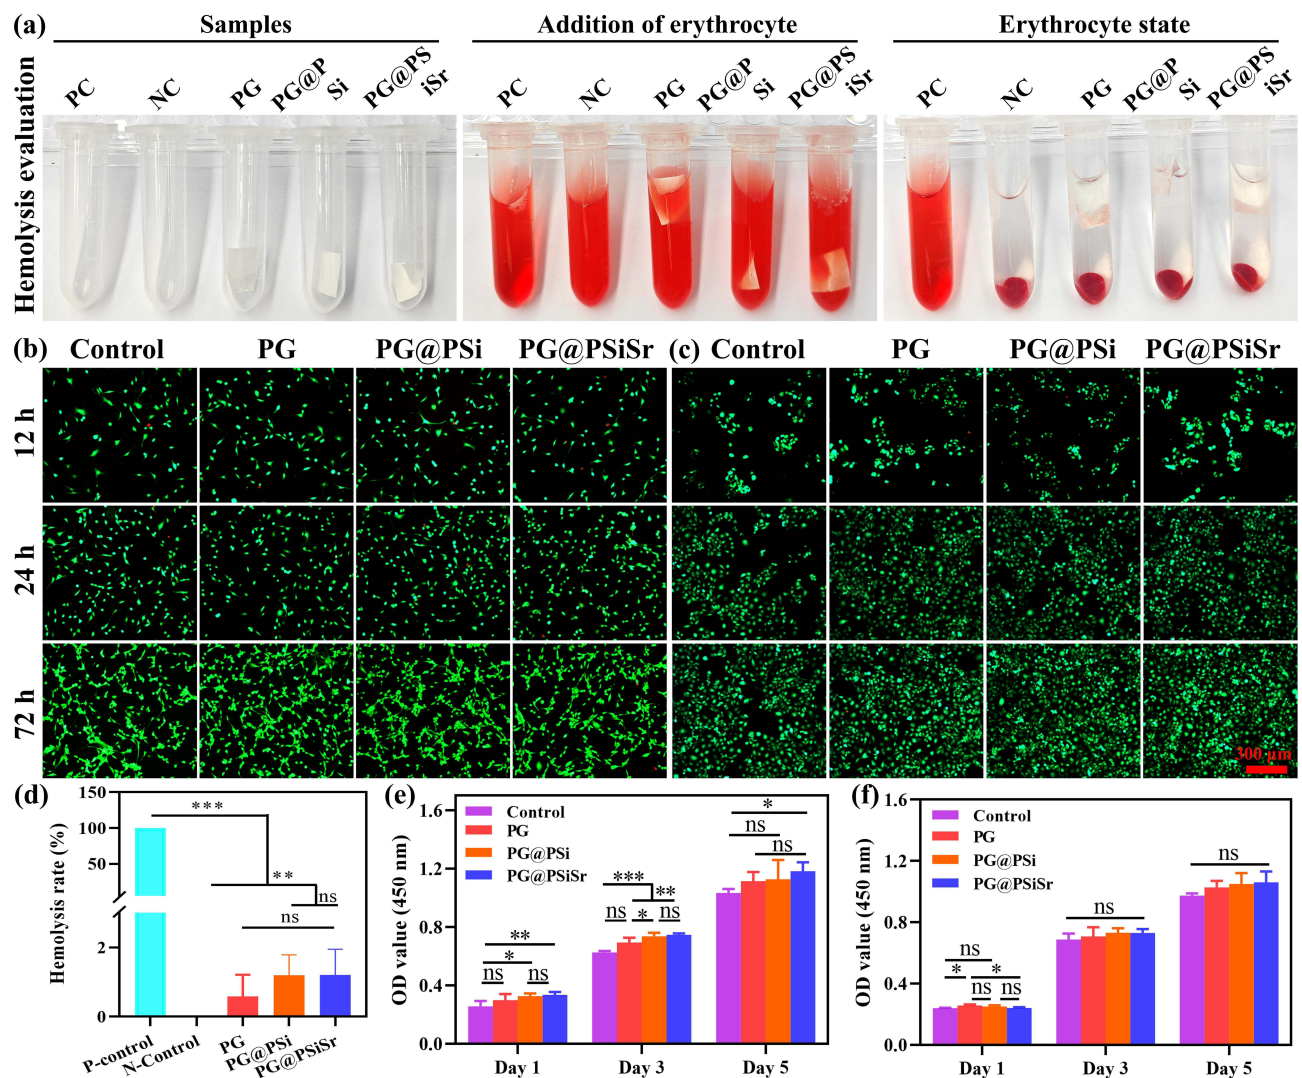 (a)
Samples
Addition of erythrocyte
Erythrocyte state
Hemolysis evaluation
PC
NC
PG
PG@P
Si
PG@PS
iSr
PC
NC
PG
PG@P
Si
PG@PS
iSr
PC
NC
PG
PG@P
Si
PG@PS
iSr
(b)
Control
PG
PG@PSi
PG@PSiSr
(c)
Control
PG
PG@PSi
PG@PSiSr
12 h
24 h
72 h
300 μm
(d)
Hemolysis rate (%)
150
100
50
2
0
***
**
ns
ns
P-control
N-Control
PG
PG@PSi
PG@PSiSr
(e)
OD value (450 nm)
1.6
1.2
0.8
0.4
0.0
Control
PG
PG@PSi
PG@PSiSr
**
*
ns
ns
***
**
ns
*
ns
*
ns
ns
Day 1
Day 3
Day 5
(f)
OD value (450 nm)
1.6
1.2
0.8
0.4
0.0
Control
PG
PG@PSi
PG@PSiSr
ns
*
*
ns
ns
ns
ns
Day 1
Day 3
Day 5